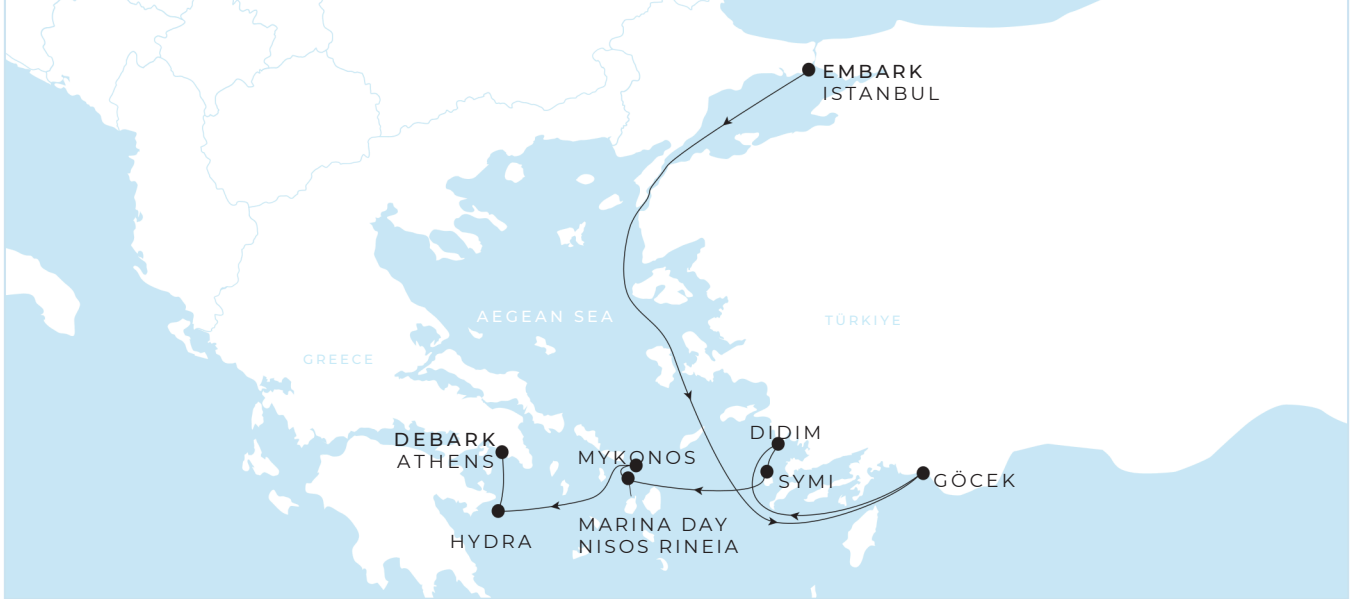 EMBARK
ISTANBUL
AEGEAN SEA
TÜRKIYE
GREECE
DIDIM
DEBARK
ATHENS
MYKONOS
SYMI
GÖCEK
MARINA DAY
NISOS RINEIA
HYDRA